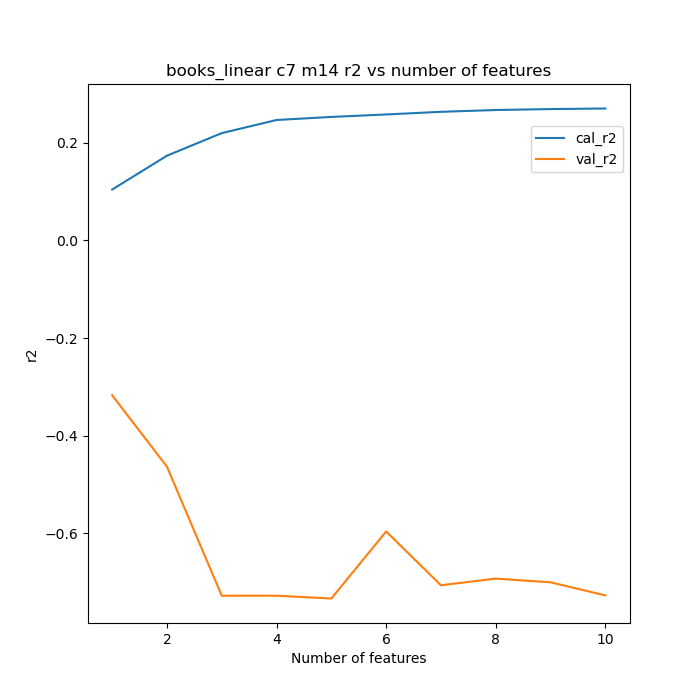 books_linear c7 m14 r2 vs number of features
cal_r2
val_r2
0.2
0.0
−0.2
−0.4
−0.6
r2
2 4 6 8 10
Number of features